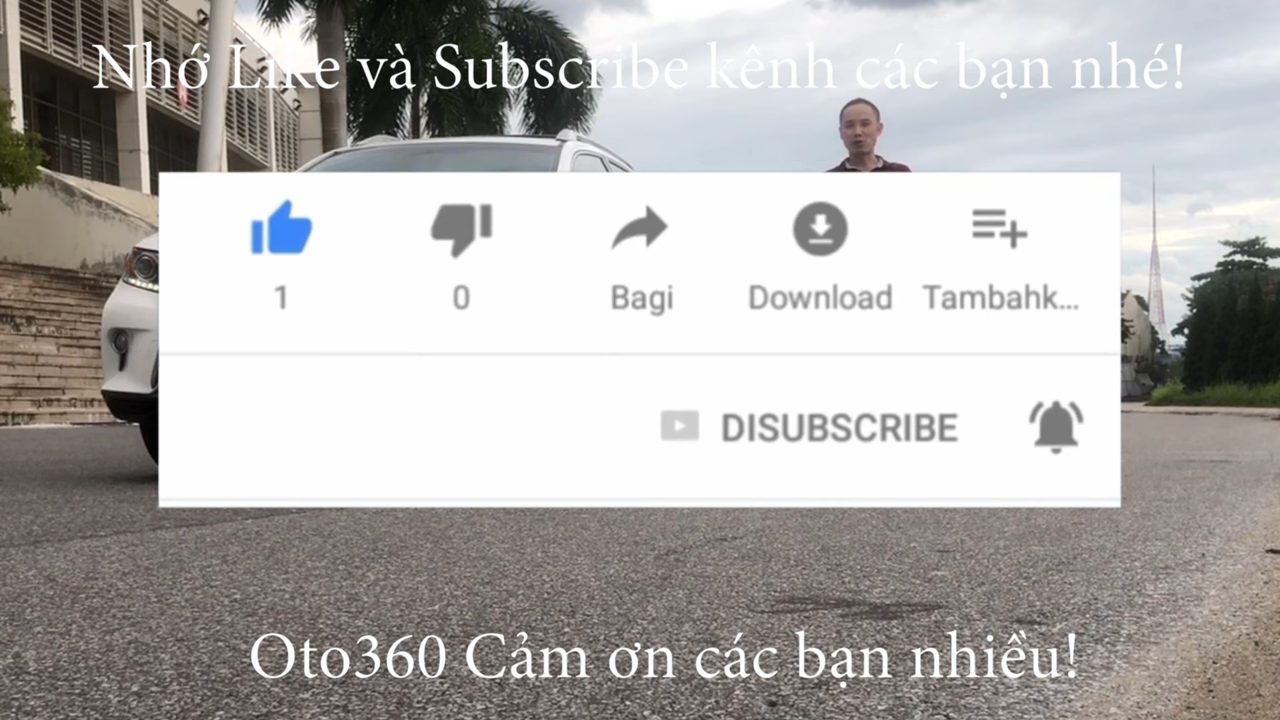 Nhớ Like và Subscribe kênh các bạn nhé!
1 0 Bagi Download Tambahk...
DISUBSCRIBE
Oto360 Cảm ơn các bạn nhiều!